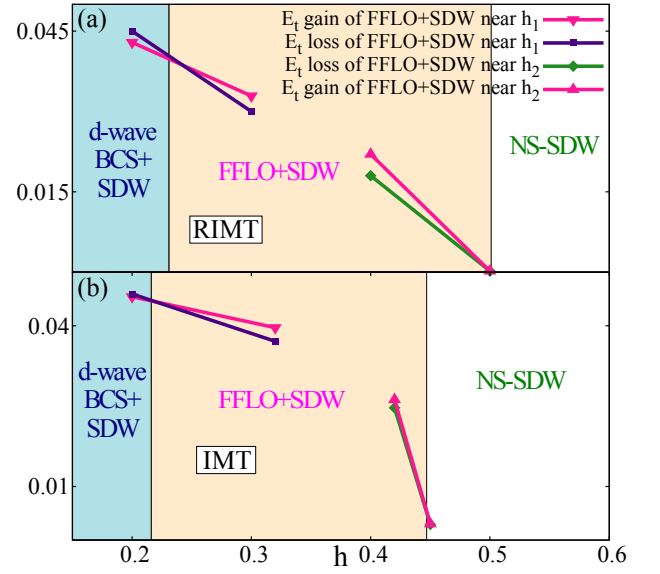 (a)
E_t gain of FFLO+SDW near h_1
E_t loss of FFLO+SDW near h_1
E_t loss of FFLO+SDW near h_2
E_t gain of FFLO+SDW near h_2
0.045
0.015
d-wave
BCS+
SDW
FFLO+SDW
NS-SDW
RIMT
(b)
0.04
0.01
d-wave
BCS+
SDW
FFLO+SDW
NS-SDW
IMT
0.2 0.3 0.4 0.5 0.6
h